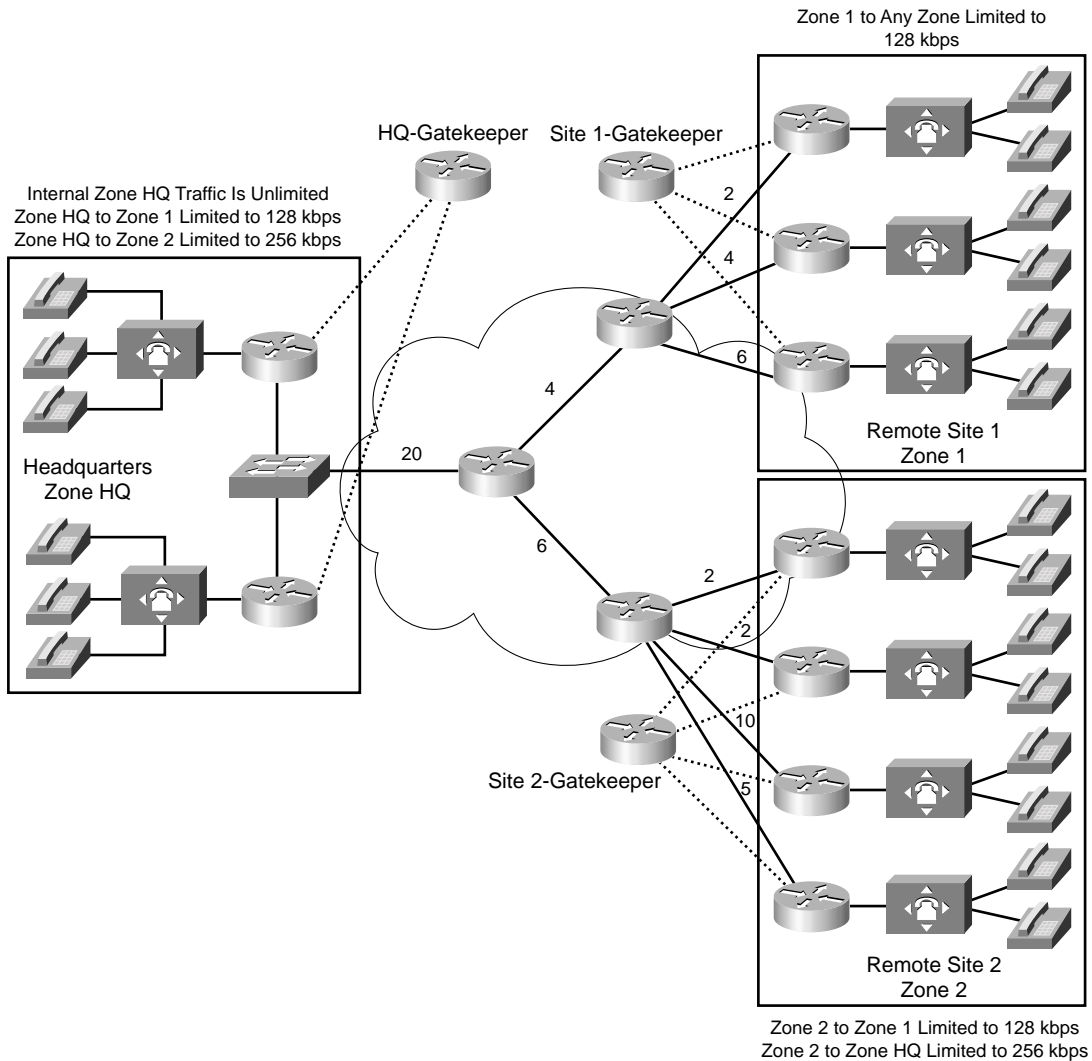 Zone 1 to Any Zone Limited to
128 kbps
HQ-Gatekeeper
Site 1-Gatekeeper
Internal Zone HQ Traffic Is Unlimited
Zone HQ to Zone 1 Limited to 128 kbps
Zone HQ to Zone 2 Limited to 256 kbps
2
4
6
4
Remote Site 1
Zone 1
Headquarters
Zone HQ
20
6
2
2
10
5
Site 2-Gatekeeper
Remote Site 2
Zone 2
Zone 2 to Zone 1 Limited to 128 kbps
Zone 2 to Zone HQ Limited to 256 kbps